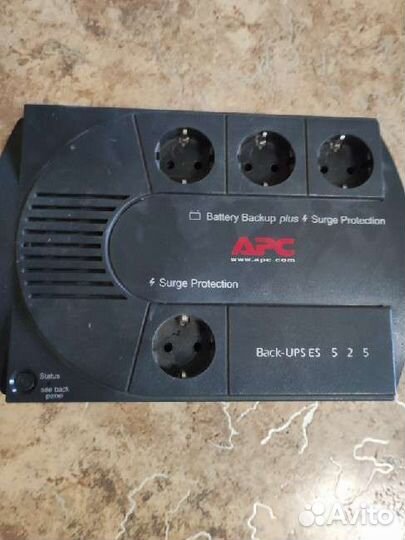 Battery Backup plus Surge Protection
APC
www.apc.com
Surge Protection
Back-UPS ES 525
Status
see back
panel
Avito